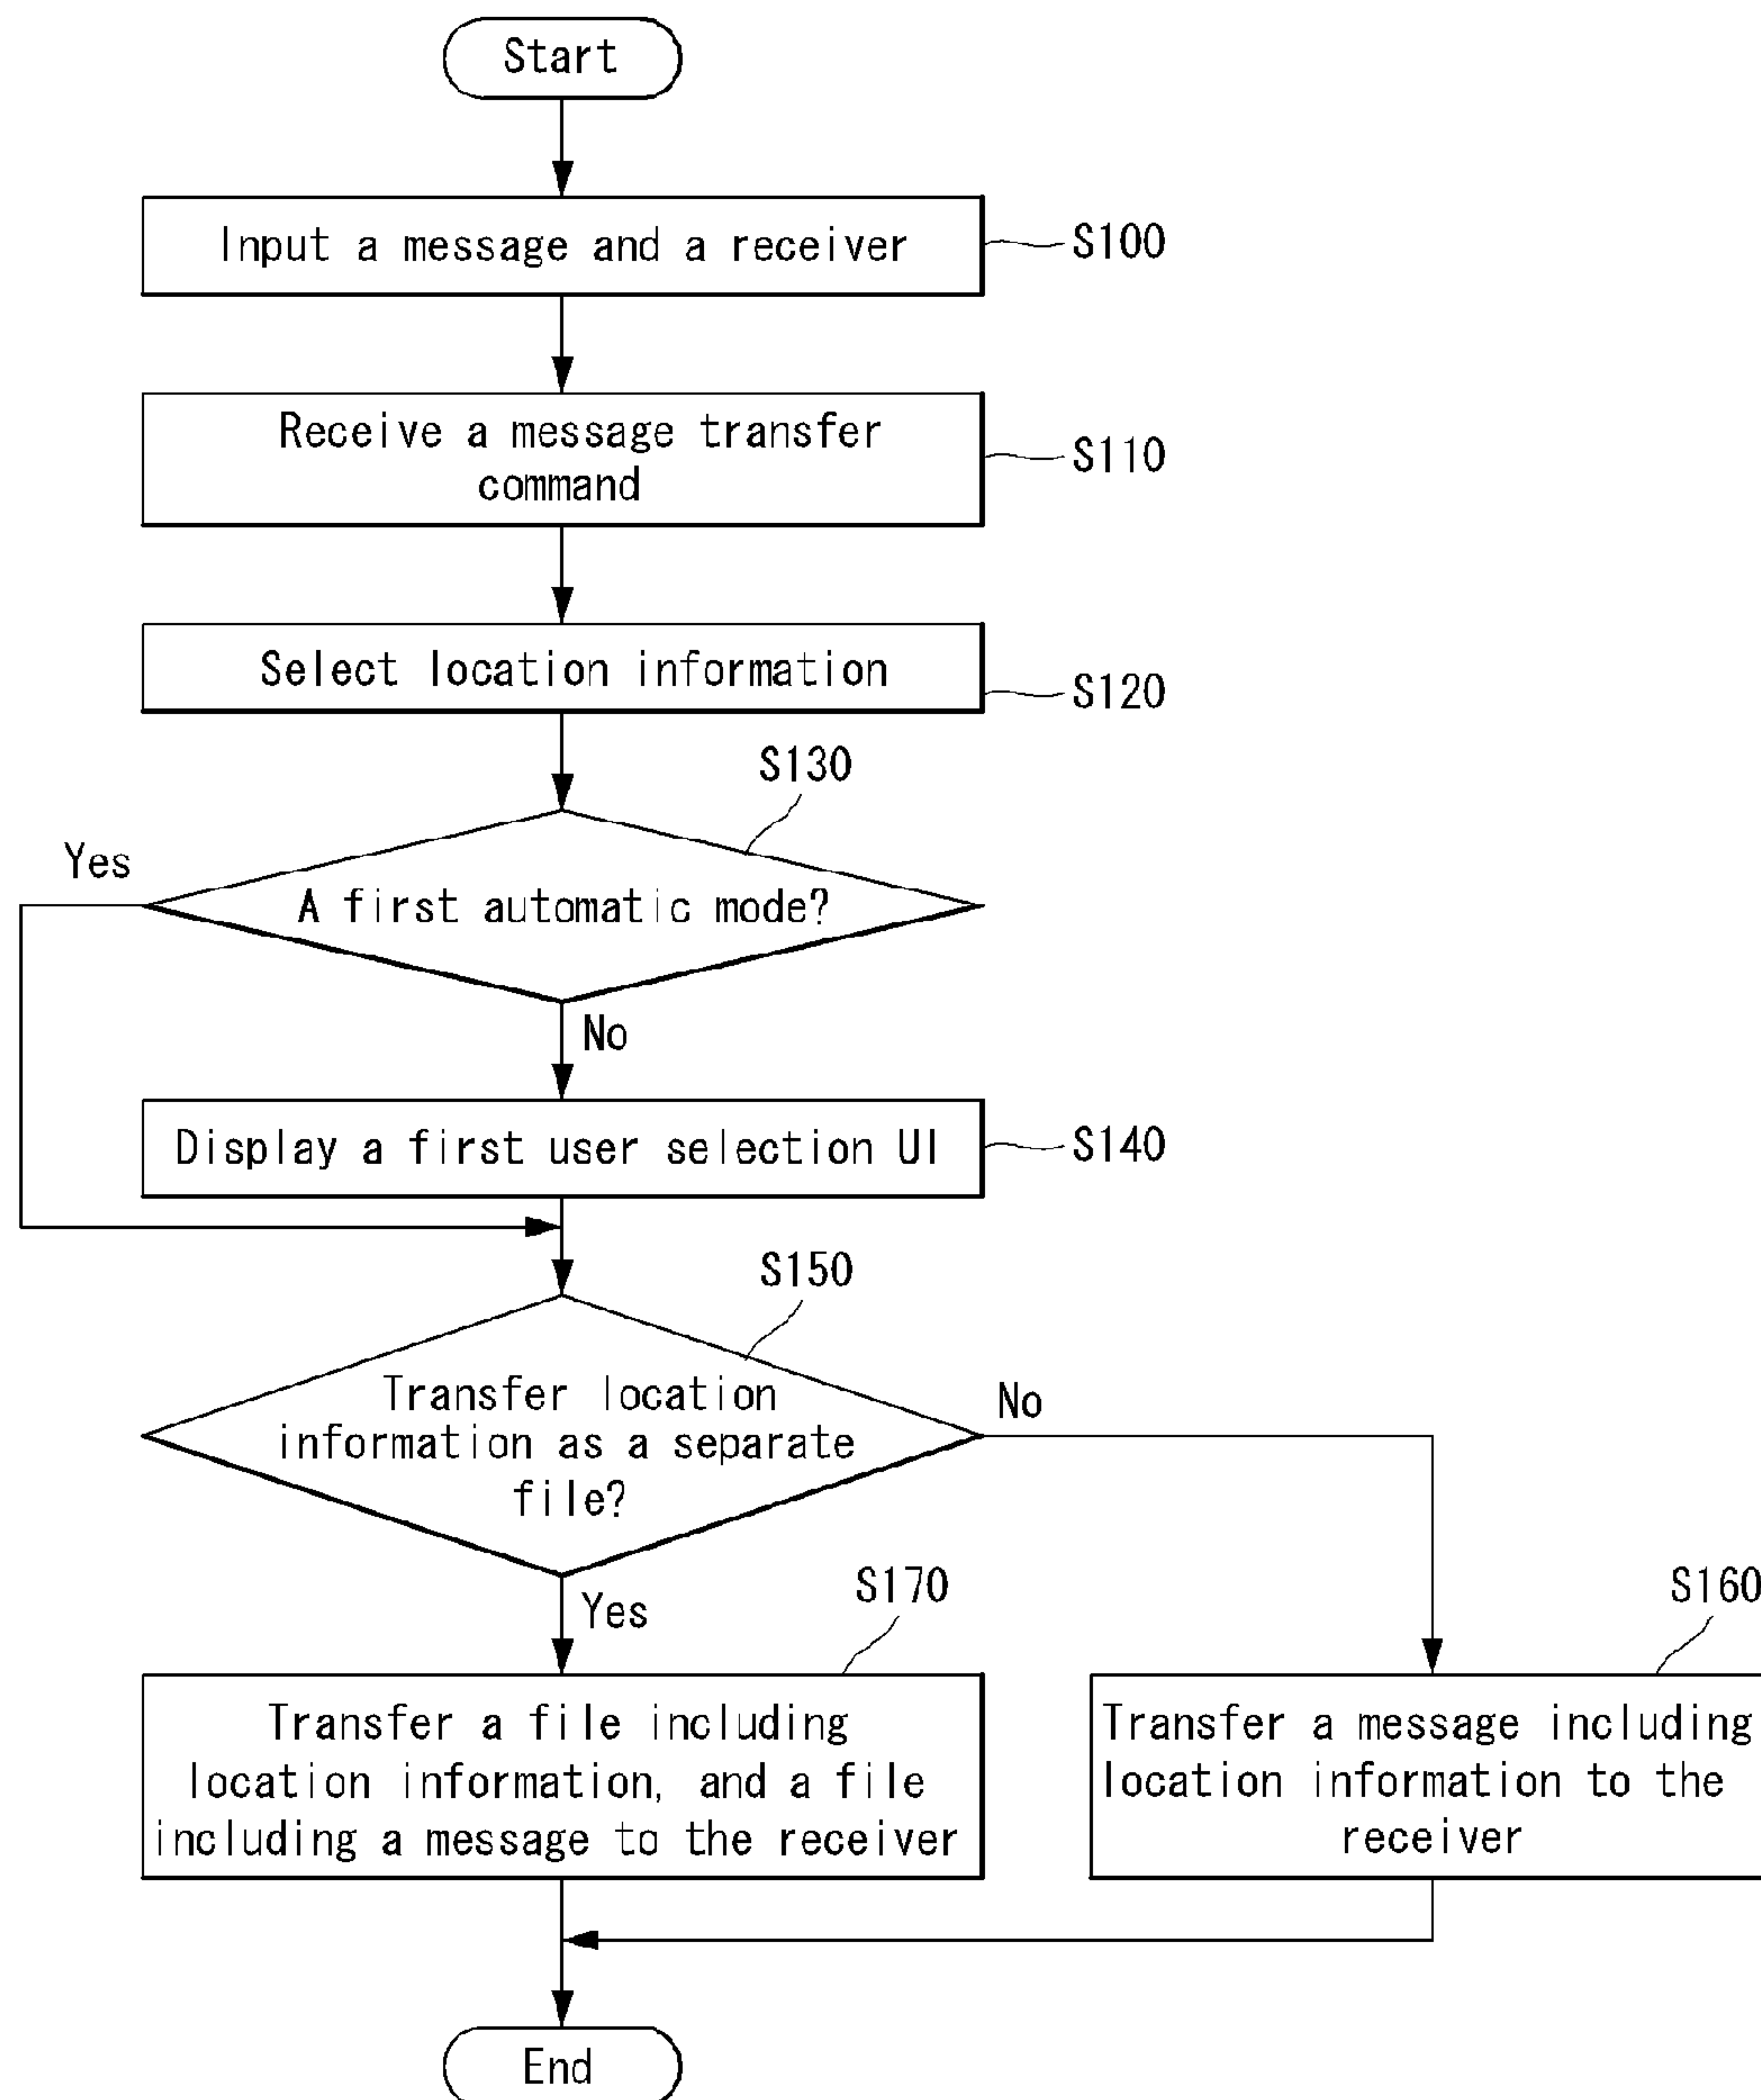 Start
Input a message and a receiver
S100
Receive a message transfer
command
S110
Select location information
S120
S130
Yes
A first automatic mode?
No
Display a first user selection UI
S140
S150
Transfer location
information as a separate
file?
No
Yes
S170
S160
Transfer a file including
location information, and a file
including a message to the receiver
Transfer a message including
location information to the
receiver
End